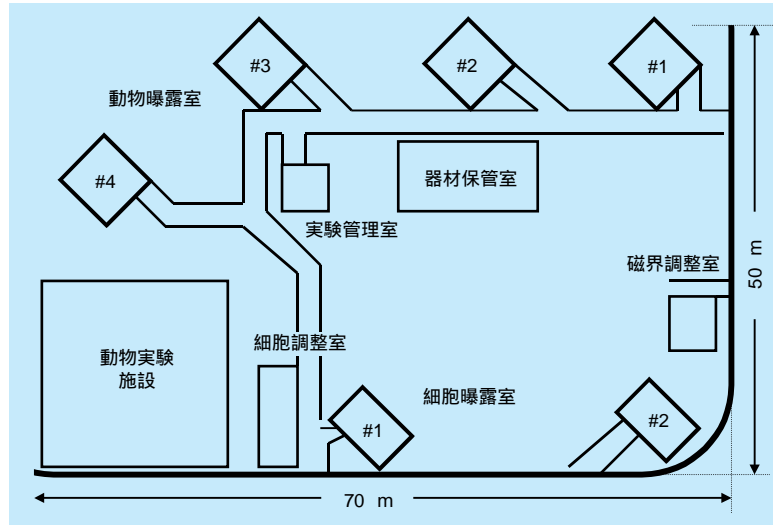 #3
#2
#1
動物曝露室
#4
器材保管室
実験管理室
磁界調整室
50 m
細胞調整室
動物実験
施設
細胞曝露室
#1
#2
70 m